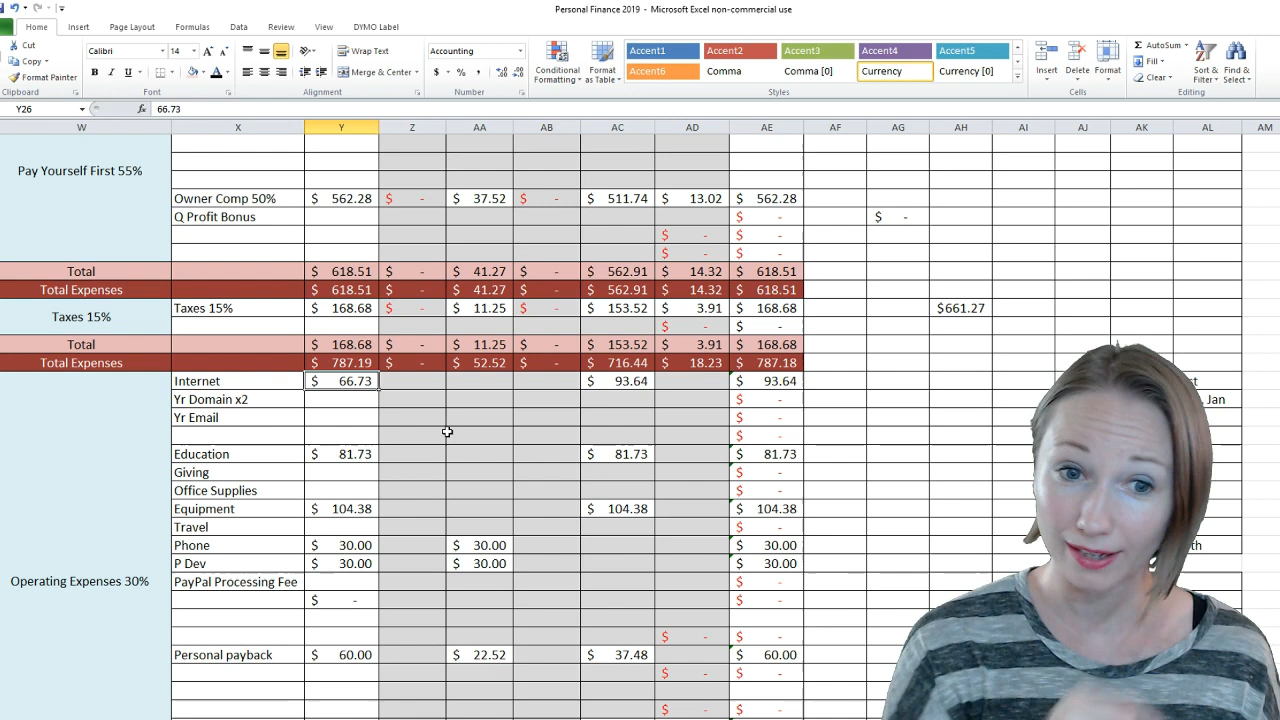 Personal Finance 2019 - Microsoft Excel non-commercial use
Home Insert Page Layout Formulas Data Review View DYMO Label
Cut Calibri 14 A A Wrap Text Accounting Accent1 Accent2 Accent3 Accent4 Accent5 AutoSum
Copy Fill
Format Painter B I U A Merge & Center $ % , Conditional Formatting Format as Table Accent6 Comma Comma [0] Currency Currency [0] Insert Delete Format Clear Sort & Filter Find & Select
Clipboard Font Alignment Number Styles Cells Editing
Y26 fx 66.73
W X Y Z AA AB AC AD AE AF AG AH AI AJ AK AL AM
Pay Yourself First 55%
Owner Comp 50% $ 562.28 $ - $ 37.52 $ - $ 511.74 $ 13.02 $ 562.28
Q Profit Bonus $ - $ -
$ - $ -
$ - $ -
Total $ 618.51 $ - $ 41.27 $ - $ 562.91 $ 14.32 $ 618.51
Total Expenses $ 618.51 $ - $ 41.27 $ - $ 562.91 $ 14.32 $ 618.51
Taxes 15% Taxes 15% $ 168.68 $ - $ 11.25 $ - $ 153.52 $ 3.91 $ 168.68 $661.27
$ - $ -
Total $ 168.68 $ - $ 11.25 $ - $ 153.52 $ 3.91 $ 168.68
Total Expenses $ 787.19 $ - $ 52.52 $ - $ 716.44 $ 18.23 $ 787.18
Internet $ 66.73 $ 93.64 $ 93.64
Yr Domain x2 $ - Jan
Yr Email $ -
$ -
Education $ 81.73 $ 81.73 $ 81.73
Giving $ -
Office Supplies $ -
Equipment $ 104.38 $ 104.38 $ 104.38
Travel $ -
Phone $ 30.00 $ 30.00 $ 30.00
P Dev $ 30.00 $ 30.00 $ 30.00
Operating Expenses 30% PayPal Processing Fee $ -
$ - $ -
$ - $ -
Personal payback $ 60.00 $ 22.52 $ 37.48 $ 60.00
$ - $ -
$ - $ -